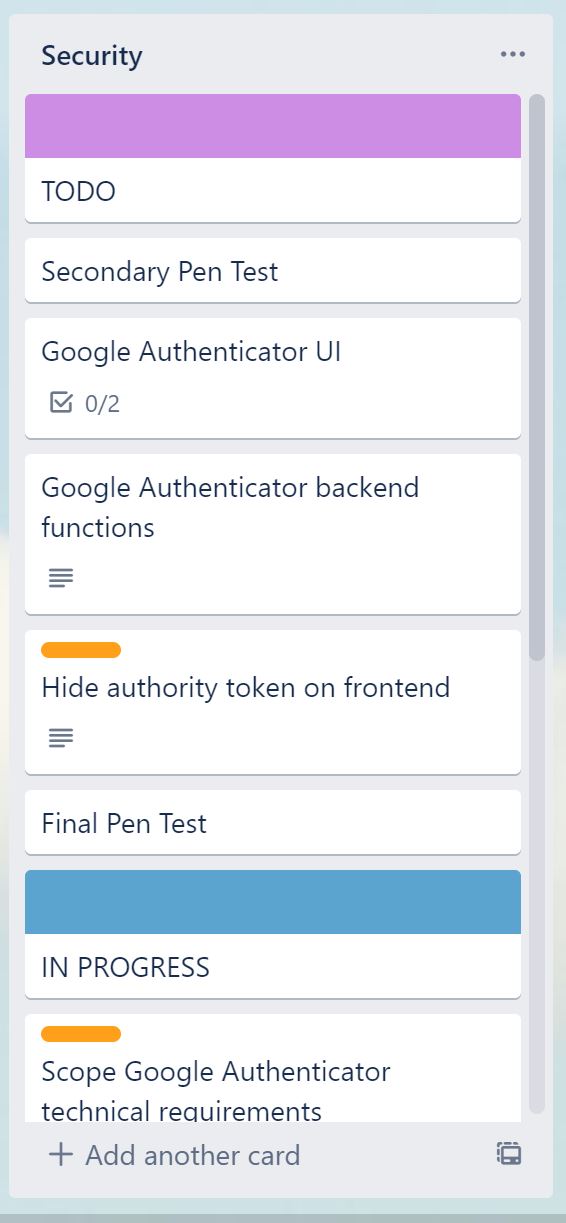 Security
TODO
Secondary Pen Test
Google Authenticator UI
0/2
Google Authenticator backend
functions
Hide authority token on frontend
Final Pen Test
IN PROGRESS
Scope Google Authenticator
technical requirements
Add another card